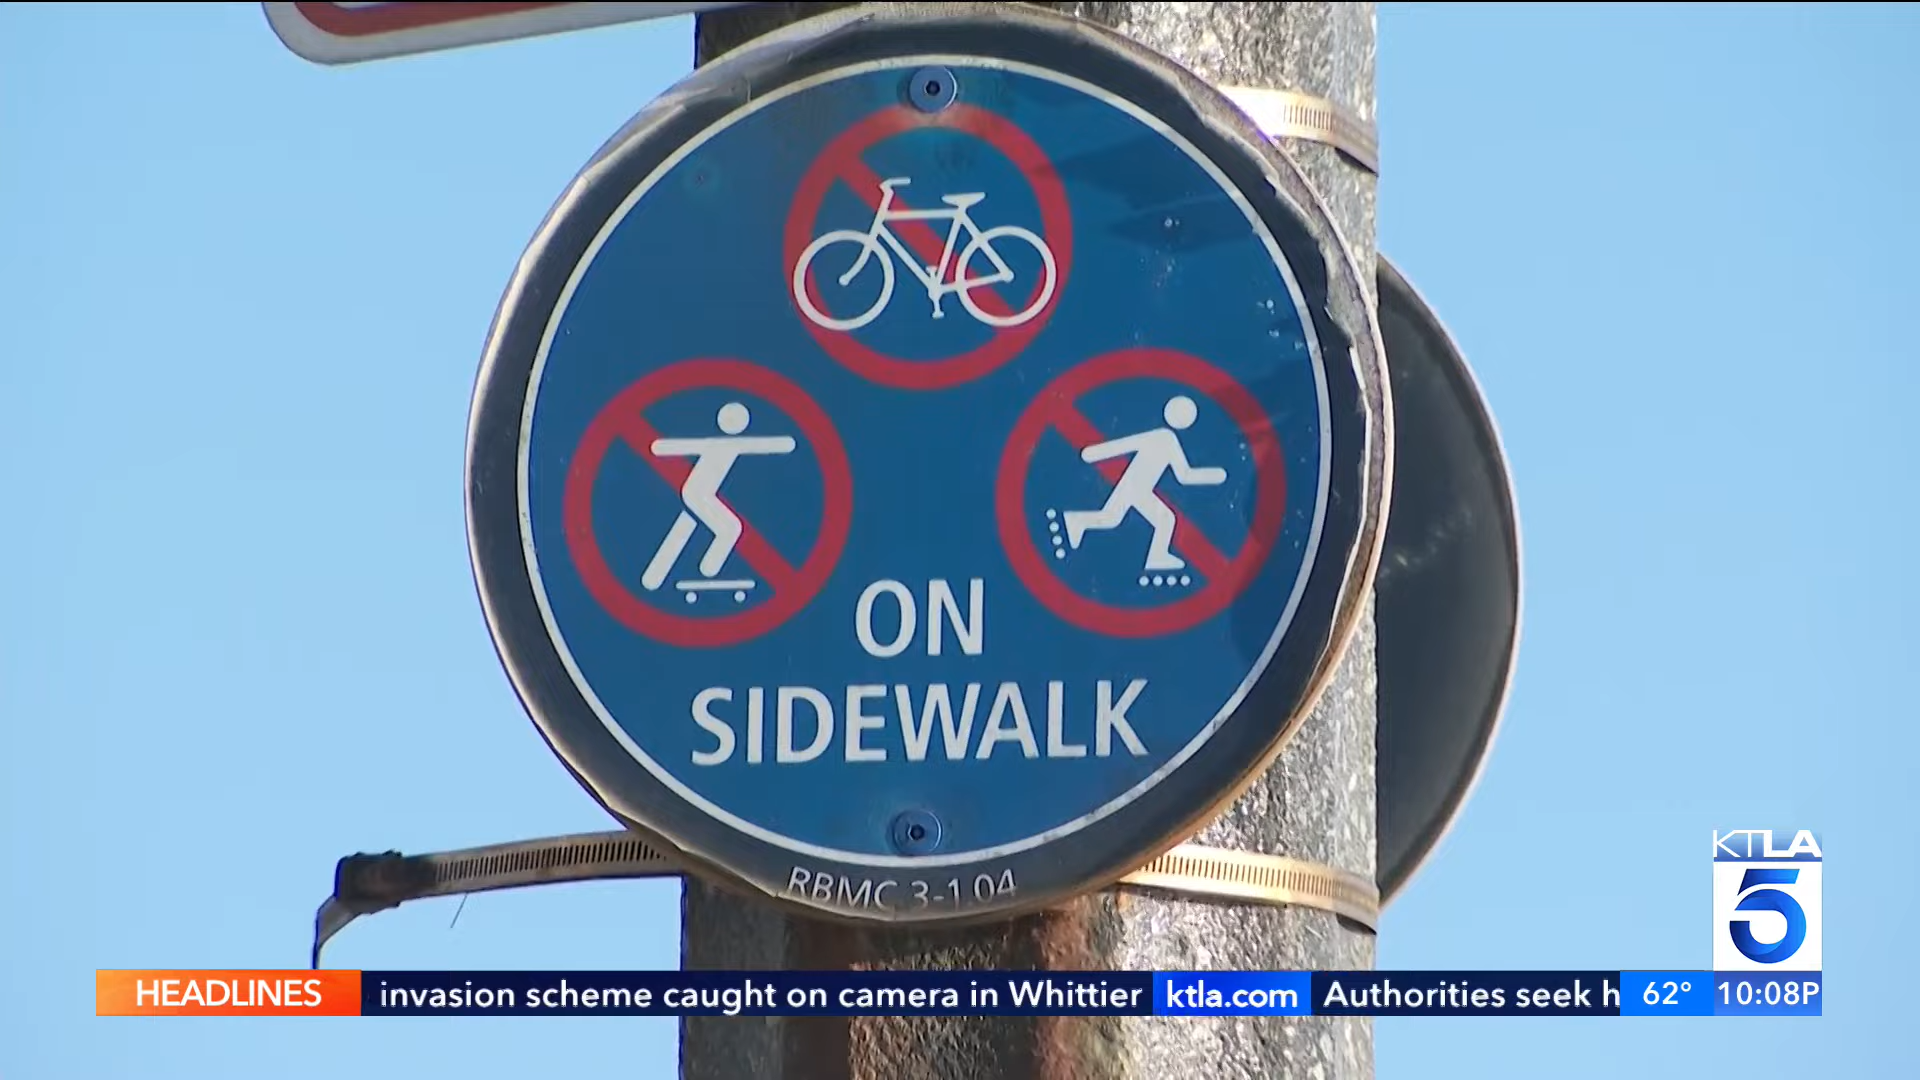 ON
SIDEWALK
RBMC 3-1.04
KTLA
5
HEADLINES invasion scheme caught on camera in Whittier ktla.com Authorities seek h 62° 10:08P